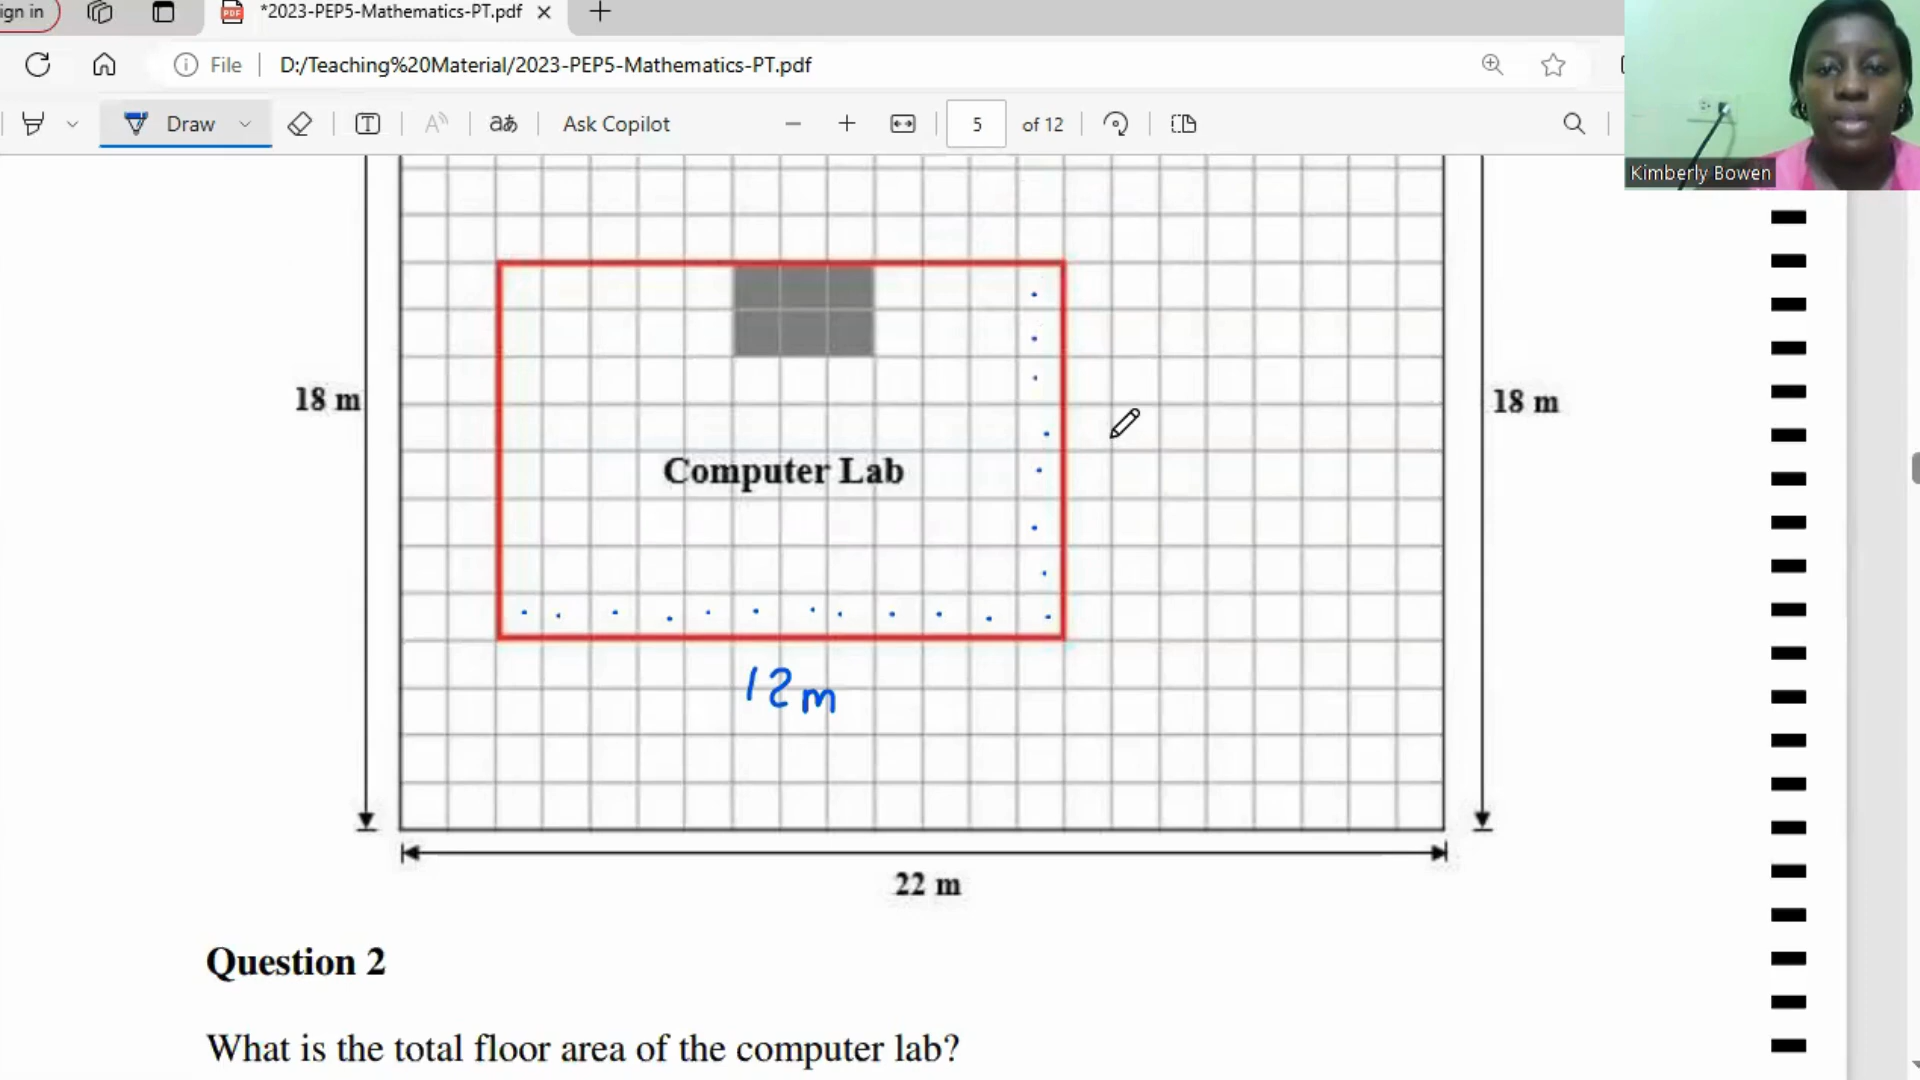 ign in
*2023-PEP5-Mathematics-PT.pdf
File
D:/Teaching%20Material/2023-PEP5-Mathematics-PT.pdf
Draw
Ask Copilot
5 of 12
Kimberly Bowen
18 m
18 m
Computer Lab
12m
22 m
Question 2
What is the total floor area of the computer lab?